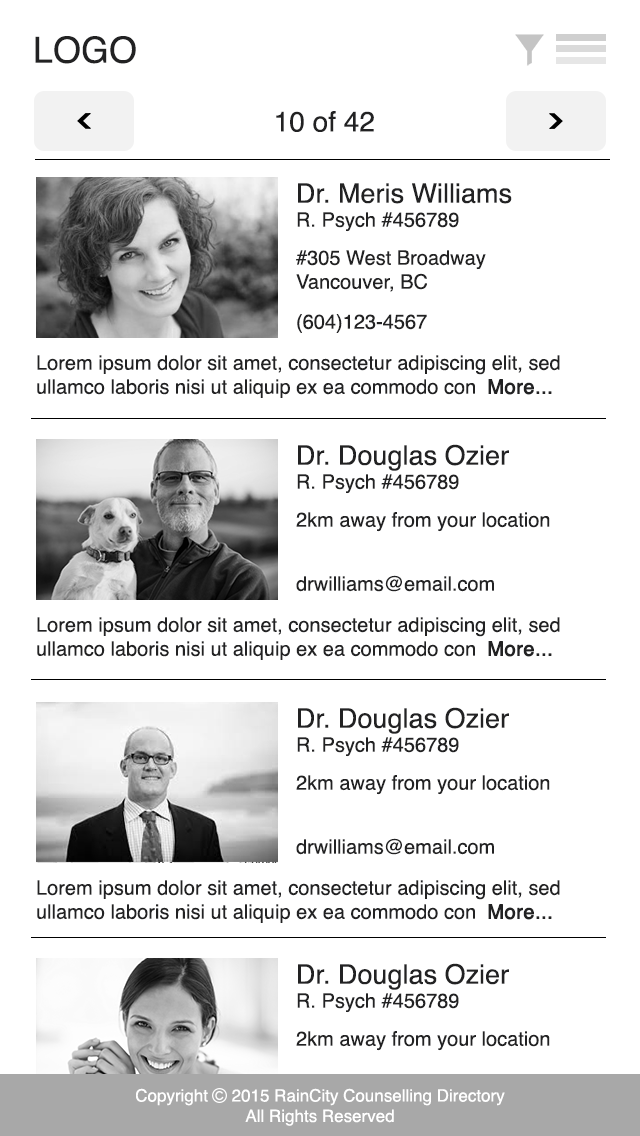 LOGO
10 of 42
Dr. Meris Williams
R. Psych #456789
#305 West Broadway
Vancouver, BC
(604)123-4567
Lorem ipsum dolor sit amet, consectetur adipiscing elit, sed
ullamco laboris nisi ut aliquip ex ea commodo con More...
Dr. Douglas Ozier
R. Psych #456789
2km away from your location
drwilliams@email.com
Lorem ipsum dolor sit amet, consectetur adipiscing elit, sed
ullamco laboris nisi ut aliquip ex ea commodo con More...
Dr. Douglas Ozier
R. Psych #456789
2km away from your location
drwilliams@email.com
Lorem ipsum dolor sit amet, consectetur adipiscing elit, sed
ullamco laboris nisi ut aliquip ex ea commodo con More...
Dr. Douglas Ozier
R. Psych #456789
2km away from your location
Copyright © 2015 RainCity Counselling Directory
All Rights Reserved